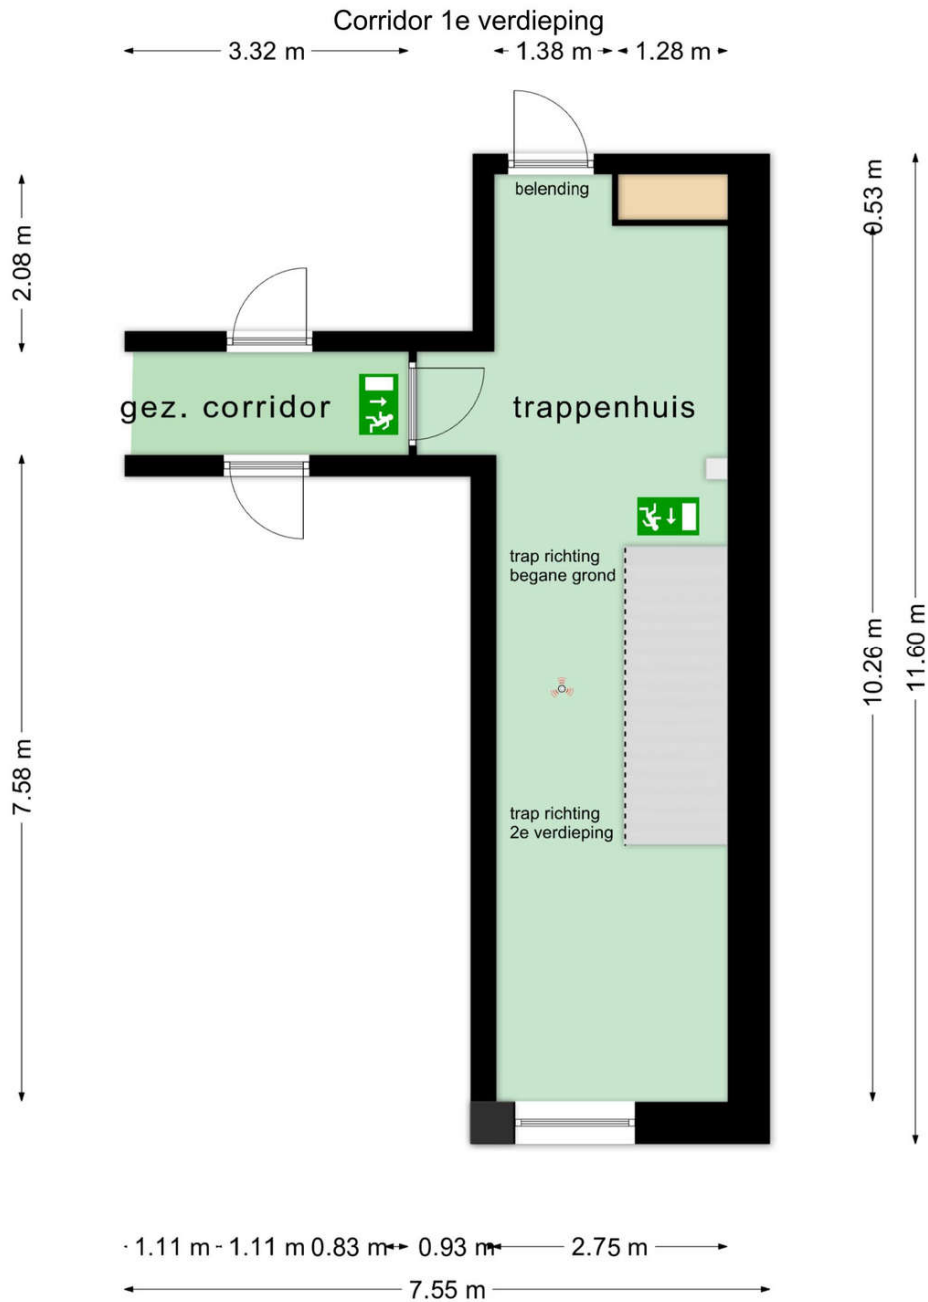 Corridor 1e verdieping
3.32 m
1.38 m
1.28 m
belending
0.53 m
2.08 m
gez. corridor
trappenhuis
trap richting
begane grond
10.26 m
11.60 m
7.58 m
trap richting
2e verdieping
1.11 m
1.11 m
0.83 m
0.93 m
2.75 m
7.55 m